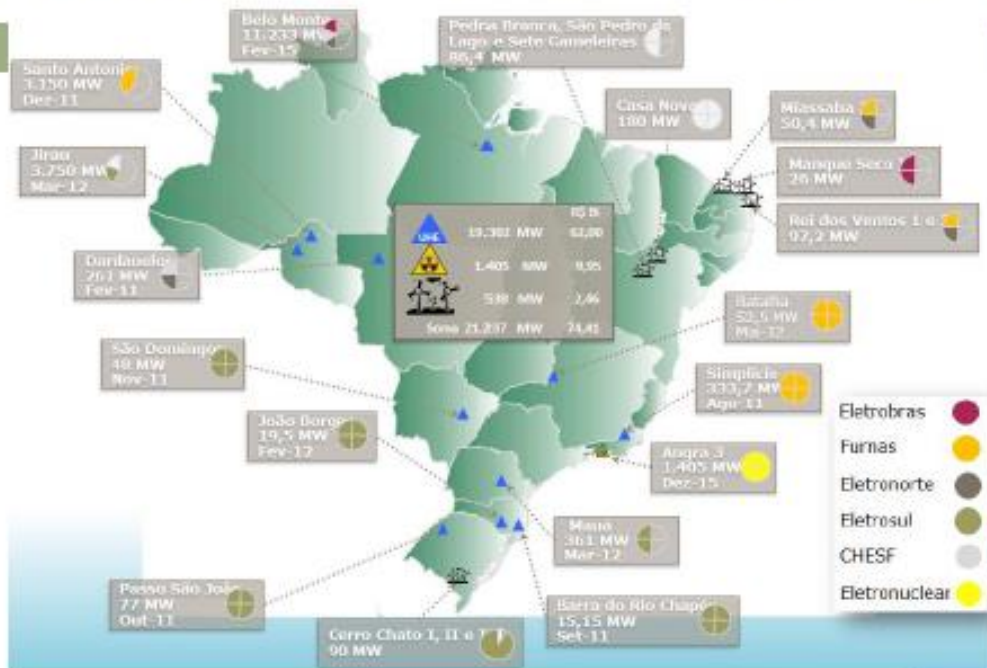 Belo Monte
11.233 MW
Fev-15
Pedra Branca, São Pedro do
Lago e Sete Gameleiras
86,4 MW
Santo Antonio
3.150 MW
Dez-11
Casa Nova
180 MW
Miassaba
50,4 MW
Jirau
3.750 MW
Mar-12
Mangue Seco
26 MW
Rei dos Ventos 1 e
97,2 MW
R$ Bi
UHE
19.302 MW 62,00
1.405 MW 9,95
538 MW 2,46
Soma 21.237 MW 74,41
Dardanelos
261 MW
Fev-11
Batalha
52,5 MW
Mai-12
São Domingos
48 MW
Nov-11
Simplício
333,7 MW
Ago-11
João Borges
19,5 MW
Fev-12
Angra 3
1.405 MW
Dez-15
Eletrobras
Furnas
Eletronorte
Eletrosul
CHESF
Eletronuclear
Maua
361 MW
Mar-12
Passo São João
77 MW
Out-11
Barra do Rio Chapéu
15,15 MW
Set-11
Cerro Chato I, II e
90 MW